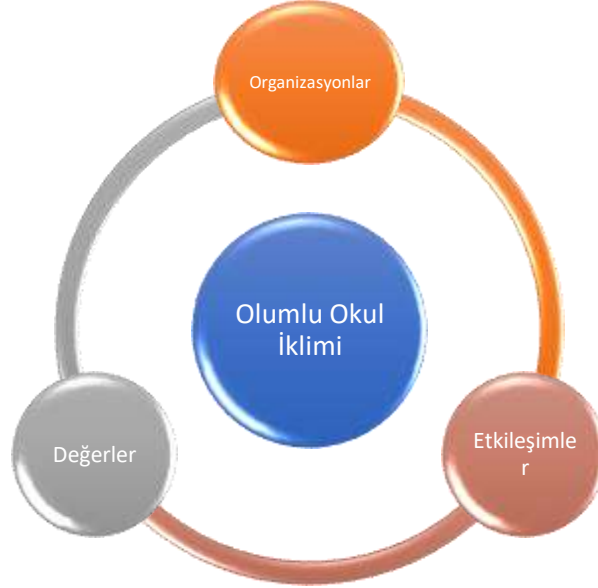 Organizasyonlar
Olumlu Okul
İklimi
Değerler
Etkileşimle
r